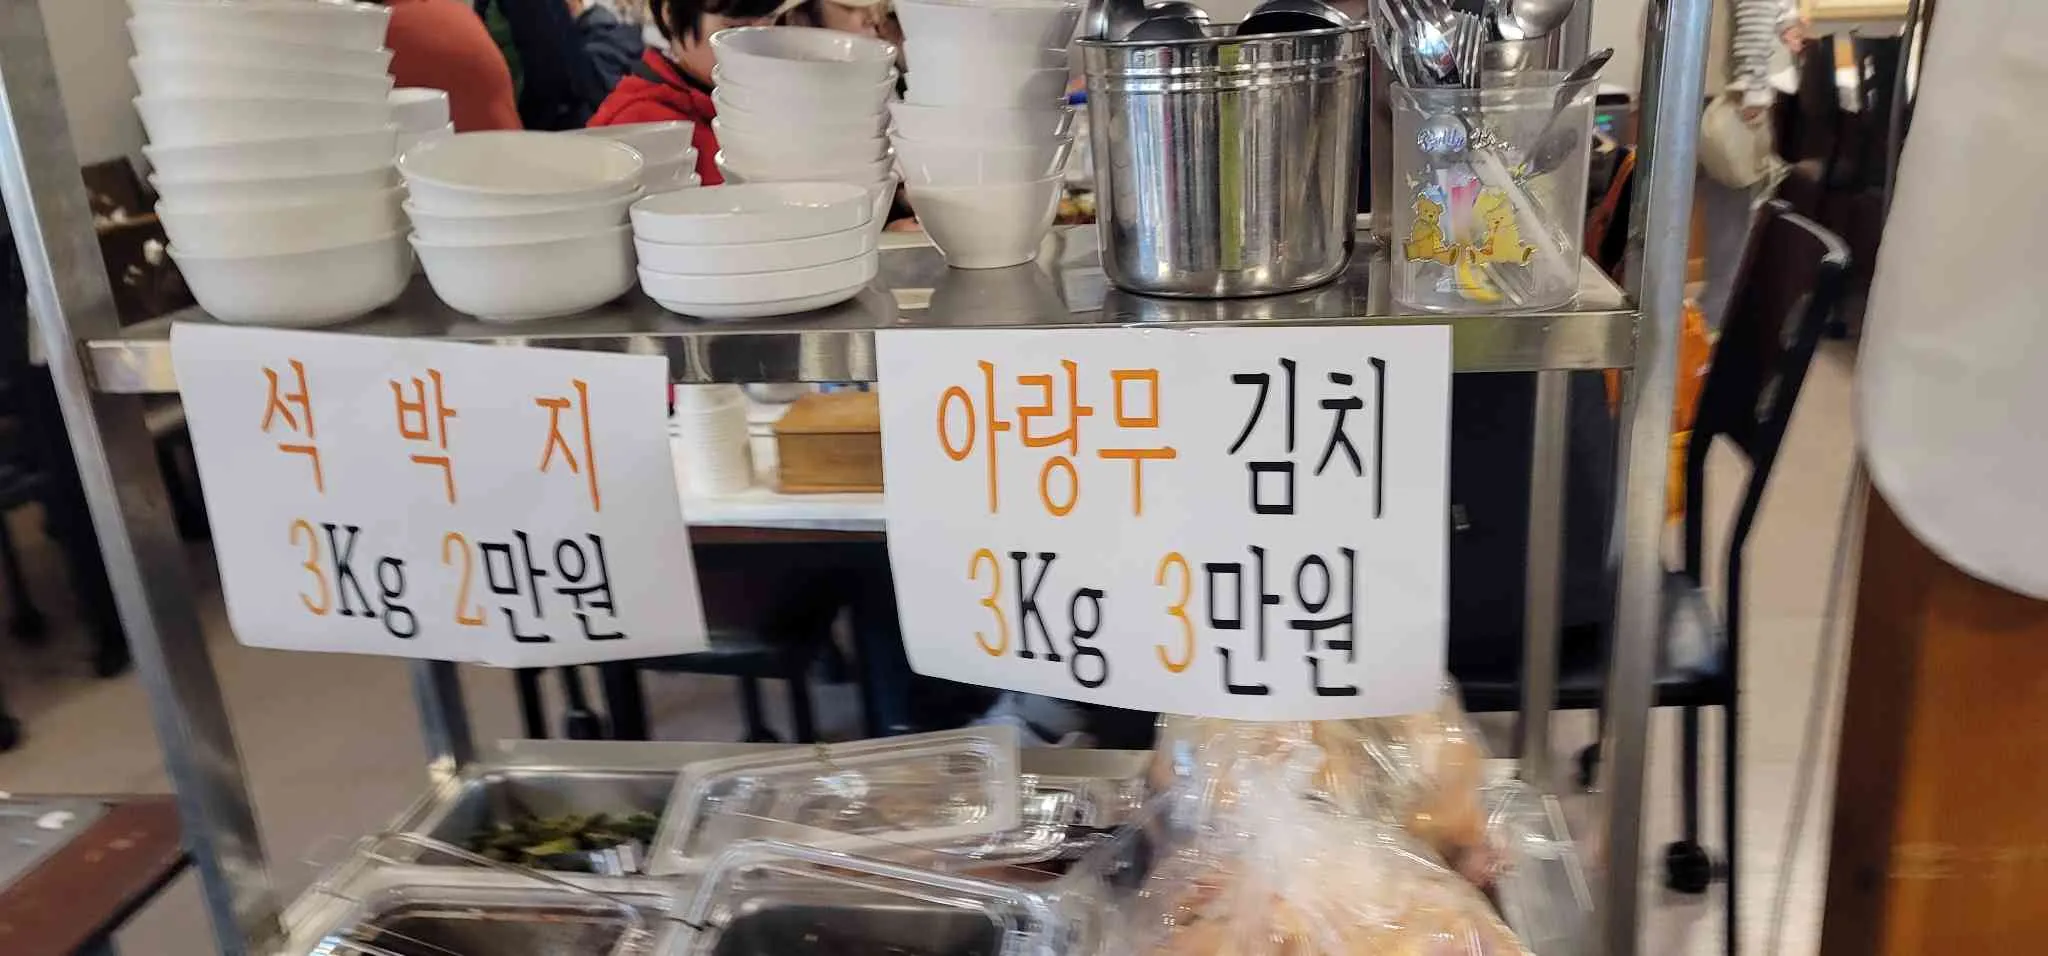 석 박 지
3Kg 2만원
아랑무 김치
3Kg 3만원